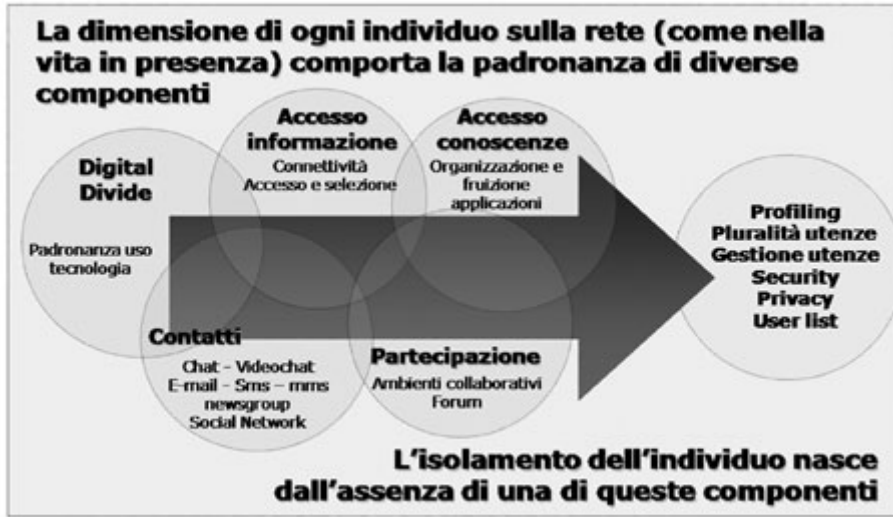 La dimensione di ogni individuo sulla rete (come nella
vita in presenza) comporta la padronanza di diverse
componenti
Digital
Divide
Padronanza uso
tecnologia
Accesso
informazione
Connettività
Accesso e selezione
Accesso
conoscenze
Organizzazione e
fruizione
applicazioni
Contatti
Chat - Videochat
E-mail - Sms - mms
newsgroup
Social Network
Partecipazione
Ambienti collaborativi
Forum
Profiling
Pluralità utenze
Gestione utenze
Security
Privacy
User list
L'isolamento dell'individuo nasce
dall'assenza di una di queste componenti